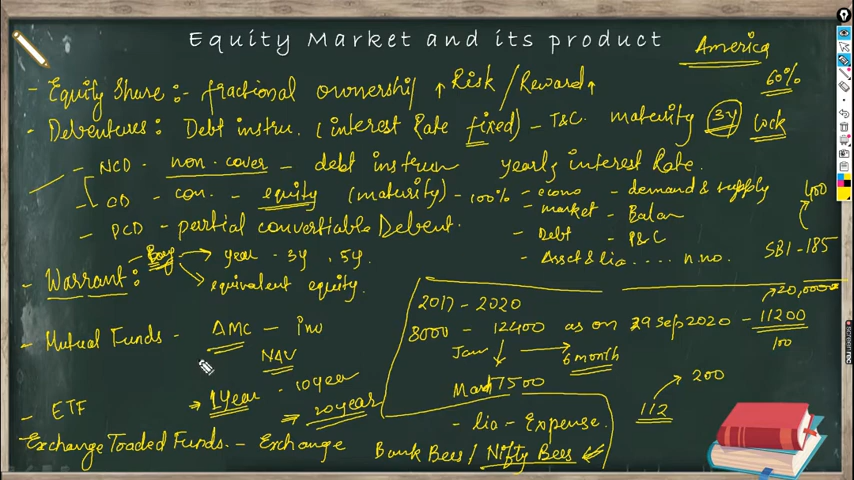 Equity Market and its product
America
60%
- Equity Share :- fractional ownership ↑ Risk / Reward ↑
- Debentures : Debt instru. (interest Rate fixed) - T&C. maturity 3y lock
- NCD - non.cover - debt instrum yearly interest Rate.
- OD - con. - equity (maturity) - 100%
- PCD - partial convertiable Debent.
- econo - demand & supply
- market - Balan
- Debt - P&C
- Asset & lia ..... n.no.
400
SBI - 185
- Warrant : - Buy → year - 3y , 5y.
→ equivalent equity.
- Mutual Funds - AMC - inv
NAV
→ 1 year - 10 year
→ 20 year
- ETF
Exchange Traded Funds. - Exchange Bank Bees / Nifty Bees
2017 - 2020
8000 - 12400 as on 29 Sep 2020 - 11200
Jan → 6 month
7500
20,000
100
- lia - Expense.
112 → 200